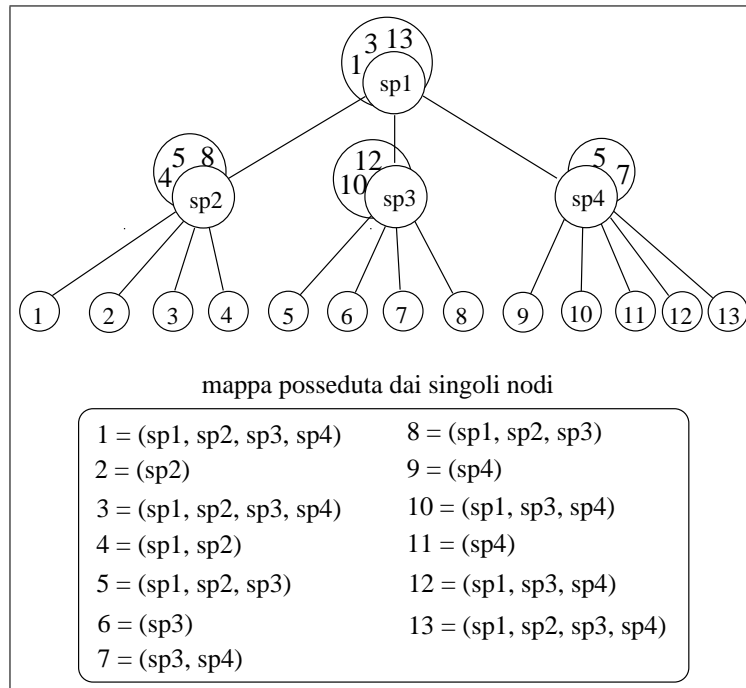 3 13
1
sp1
5 8
4
sp2
12
10
sp3
5
7
sp4
1 2 3 4 5 6 7 8 9 10 11 12 13
mappa posseduta dai singoli nodi
1 = (sp1, sp2, sp3, sp4)
2 = (sp2)
3 = (sp1, sp2, sp3, sp4)
4 = (sp1, sp2)
5 = (sp1, sp2, sp3)
6 = (sp3)
7 = (sp3, sp4)
8 = (sp1, sp2, sp3)
9 = (sp4)
10 = (sp1, sp3, sp4)
11 = (sp4)
12 = (sp1, sp3, sp4)
13 = (sp1, sp2, sp3, sp4)